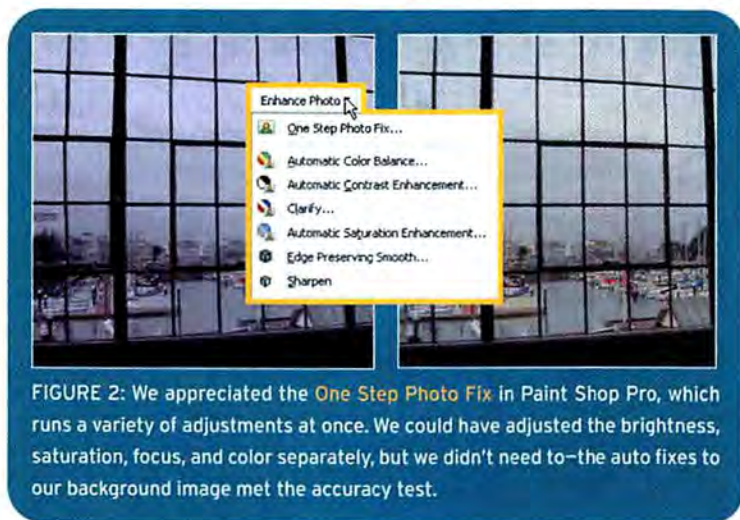 Enhance Photo
One Step Photo Fix...
Automatic Color Balance...
Automatic Contrast Enhancement...
Clarify...
Automatic Saturation Enhancement...
Edge Preserving Smooth...
Sharpen
FIGURE 2: We appreciated the One Step Photo Fix in Paint Shop Pro, which
runs a variety of adjustments at once. We could have adjusted the brightness,
saturation, focus, and color separately, but we didn't need to—the auto fixes to
our background image met the accuracy test.